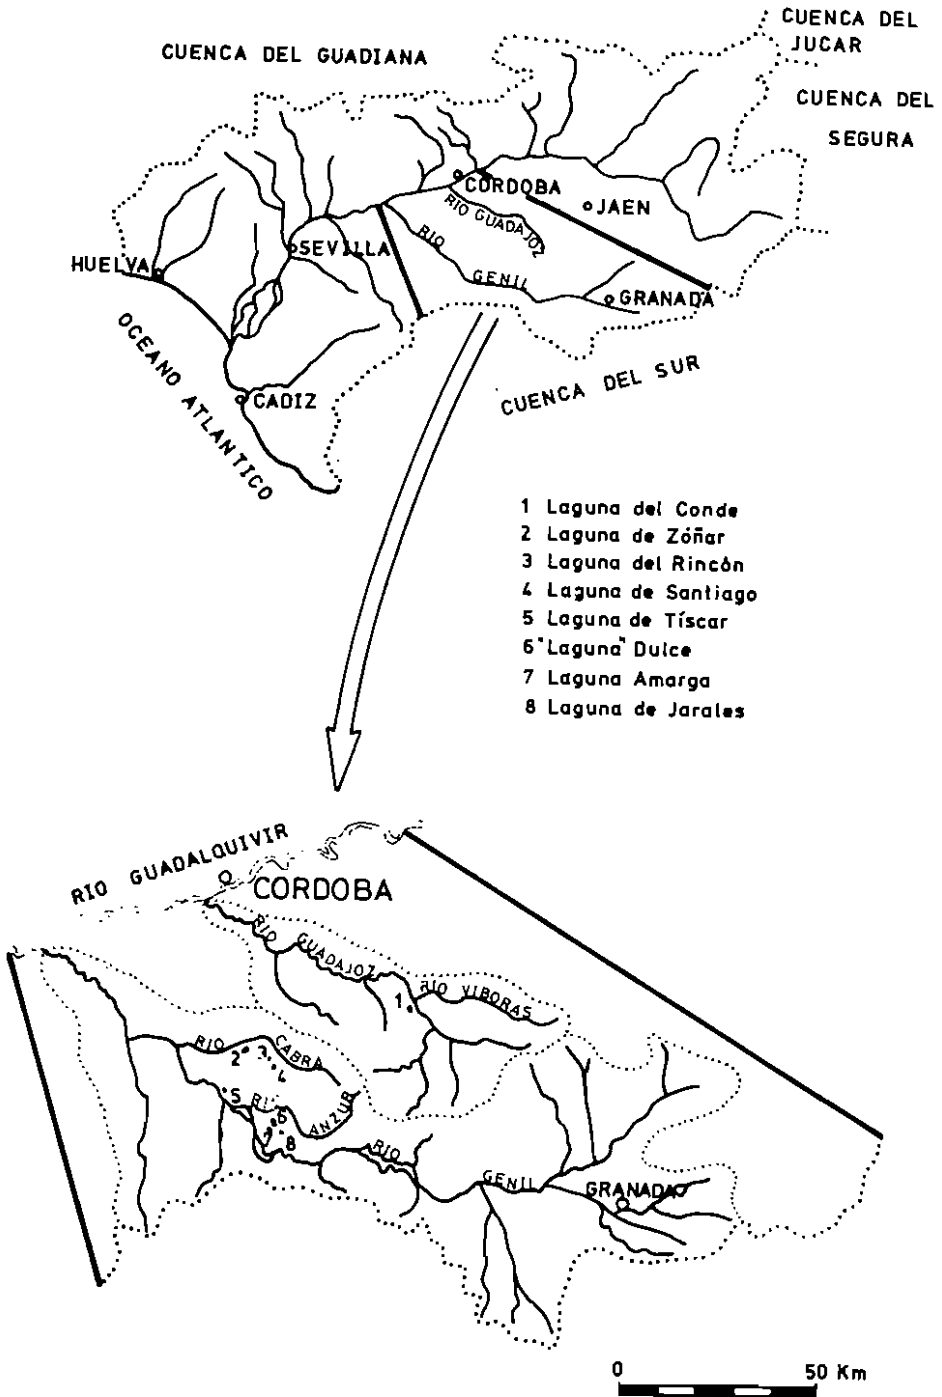 CUENCA DEL GUADIANA
CUENCA DEL
JUCAR
CUENCA DEL
SEGURA
CORDOBA
RIO GUADAJOZ
JAEN
SEVILLA
HUELVA
RIO
GENIL
GRANADA
OCEANO ATLANTICO
CADIZ
CUENCA DEL SUR
1 Laguna del Conde
2 Laguna de Zóñar
3 Laguna del Rincón
4 Laguna de Santiago
5 Laguna de Tíscar
6 "Laguna" Dulce
7 Laguna Amarga
8 Laguna de Jarales
RIO GUADALQUIVIR
CORDOBA
RIO GUADAJOZ
1
RIO VIBORAS
RIO CABRA
2
3
4
5
RIO ANZUR
6
7
8
RIO
GENIL
GRANADA
0 50 Km